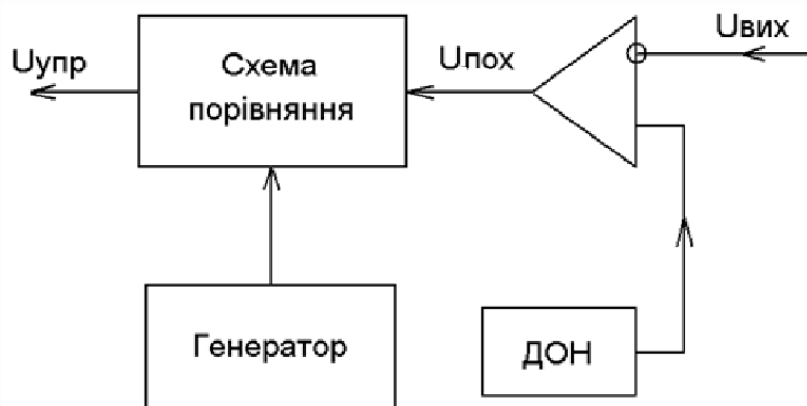 Uвих
Uупр
Схема
порівняння
Uпох
Генератор
ДОН